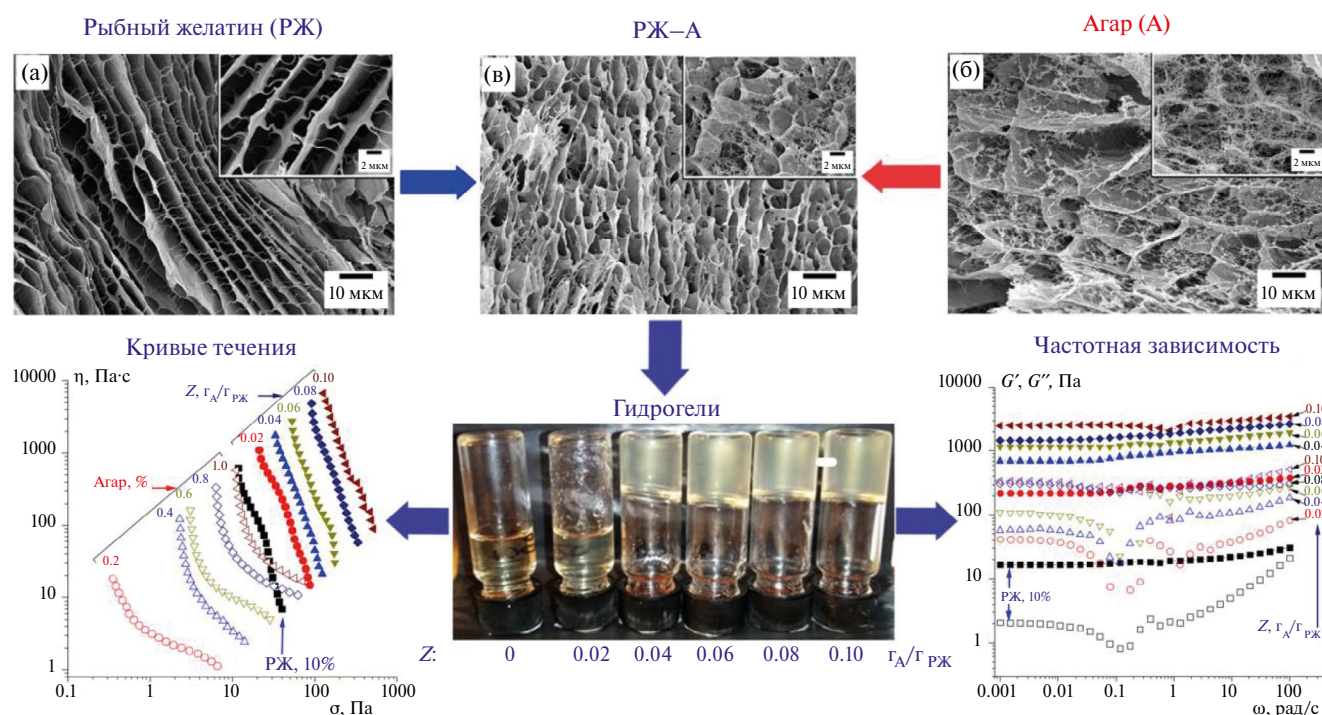 Рыбный желатин (РЖ)
РЖ–А
Агар (А)
(а)
2 мкм
10 мкм
(в)
2 мкм
10 мкм
(б)
2 мкм
10 мкм
Кривые течения
10000
η, Па·с
1000
100
10
1
0.1
1
10
100
1000
σ, Па
Z, гА/гРЖ
0.10
0.08
0.06
0.04
0.02
Агар, %
1.0
0.8
0.6
0.4
0.2
РЖ, 10%
Гидрогели
Z:
0
0.02
0.04
0.06
0.08
0.10
гА/гРЖ
Частотная зависимость
10000
G′, G″, Па
1000
100
10
1
0.001
0.01
0.1
1
10
100
ω, рад/с
РЖ, 10%
Z, гА/гРЖ